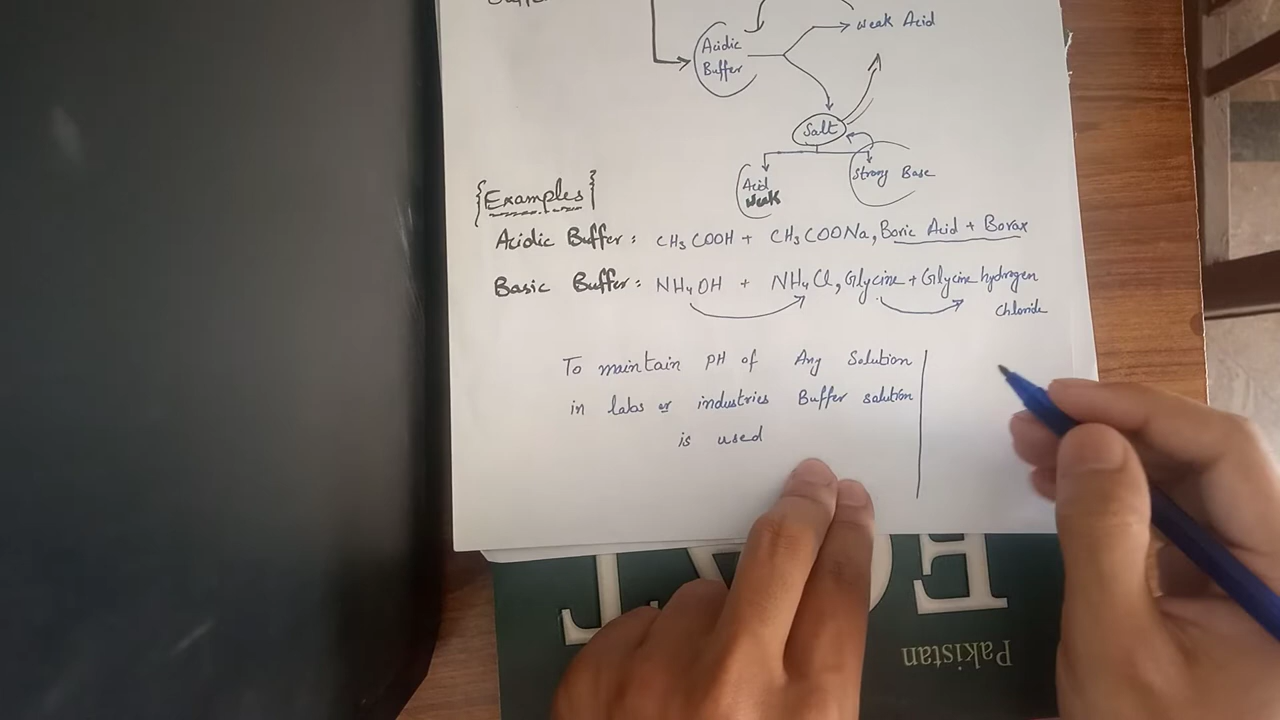 Weak Acid
Acidic
Buffer
Salt
Acid
Weak
Strong Base
{Examples}
Acidic Buffer: CH3COOH + CH3COONa, Boric Acid + Borax
Basic Buffer: NH4OH + NH4Cl, Glycine + Glycine hydrogen
Chloride
To maintain PH of Any Solution
in labs or industries Buffer solution
is used
Pakistan